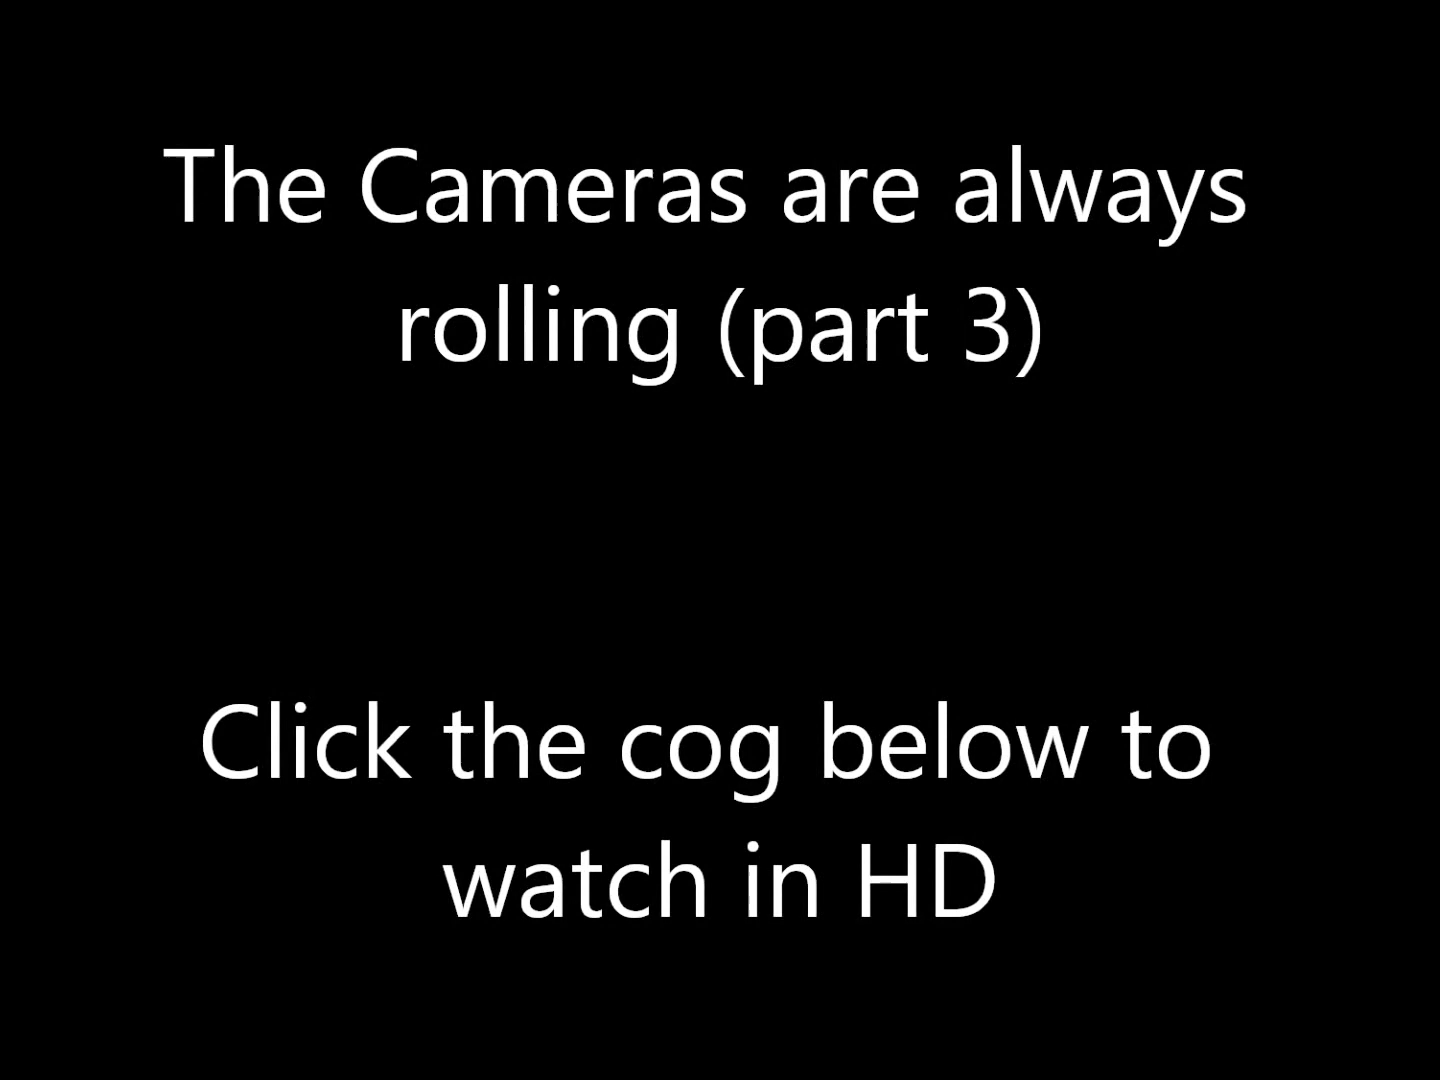 The Cameras are always
rolling (part 3)
Click the cog below to
watch in HD